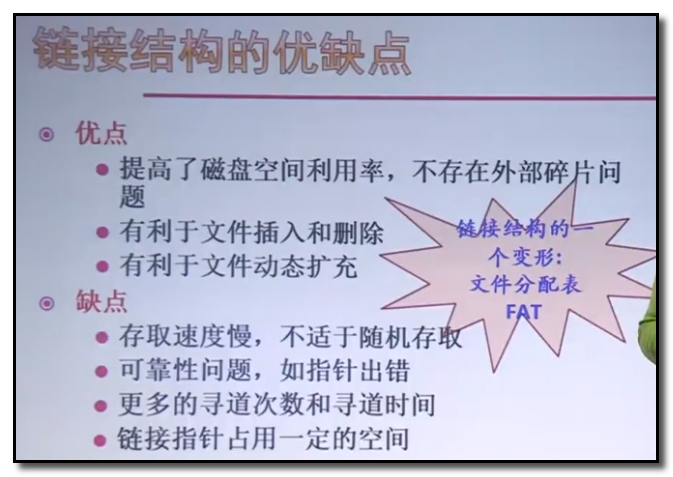 链接结构的优缺点
优点
提高了磁盘空间利用率，不存在外部碎片问
题
有利于文件插入和删除
有利于文件动态扩充
链接结构的一
个变形:
文件分配表
FAT
缺点
存取速度慢，不适于随机存取
可靠性问题，如指针出错
更多的寻道次数和寻道时间
链接指针占用一定的空间